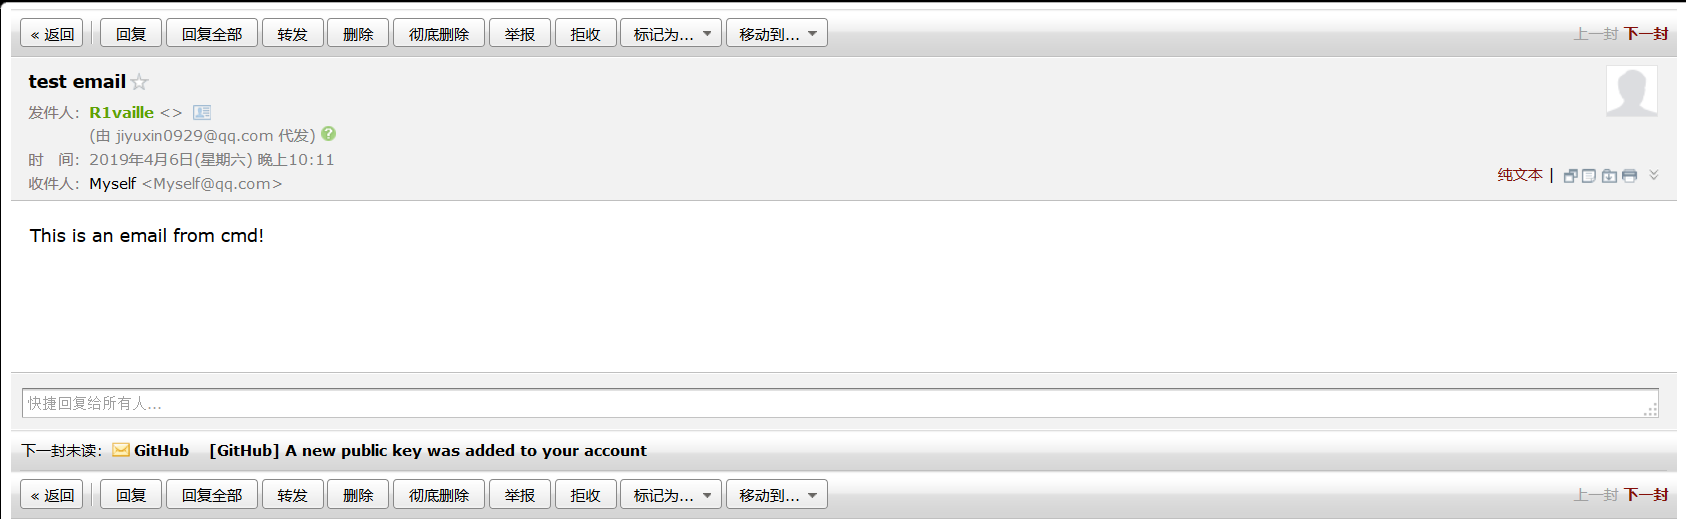 « 返回 回复 回复全部 转发 删除 彻底删除 举报 拒收 标记为... 移动到... 上一封 下一封
test email
发件人： R1vaille <>
(由 jiyuxin0929@qq.com 代发)
时 间： 2019年4月6日(星期六) 晚上10:11
收件人： Myself <Myself@qq.com>
纯文本 |
This is an email from cmd!
快捷回复给所有人...
下一封未读： GitHub [GitHub] A new public key was added to your account
« 返回 回复 回复全部 转发 删除 彻底删除 举报 拒收 标记为... 移动到... 上一封 下一封